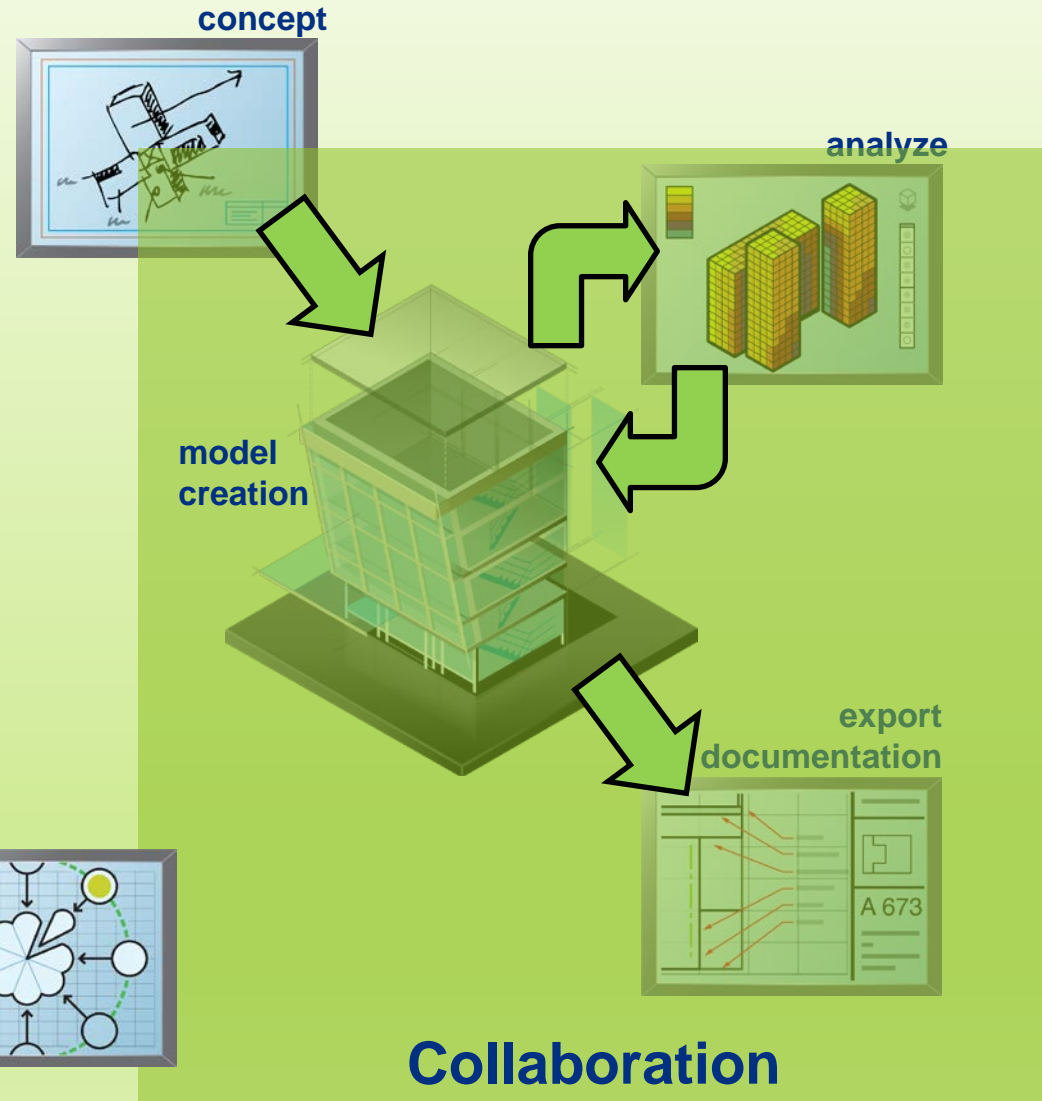 concept
analyze
model
creation
export
documentation
A 673
Collaboration